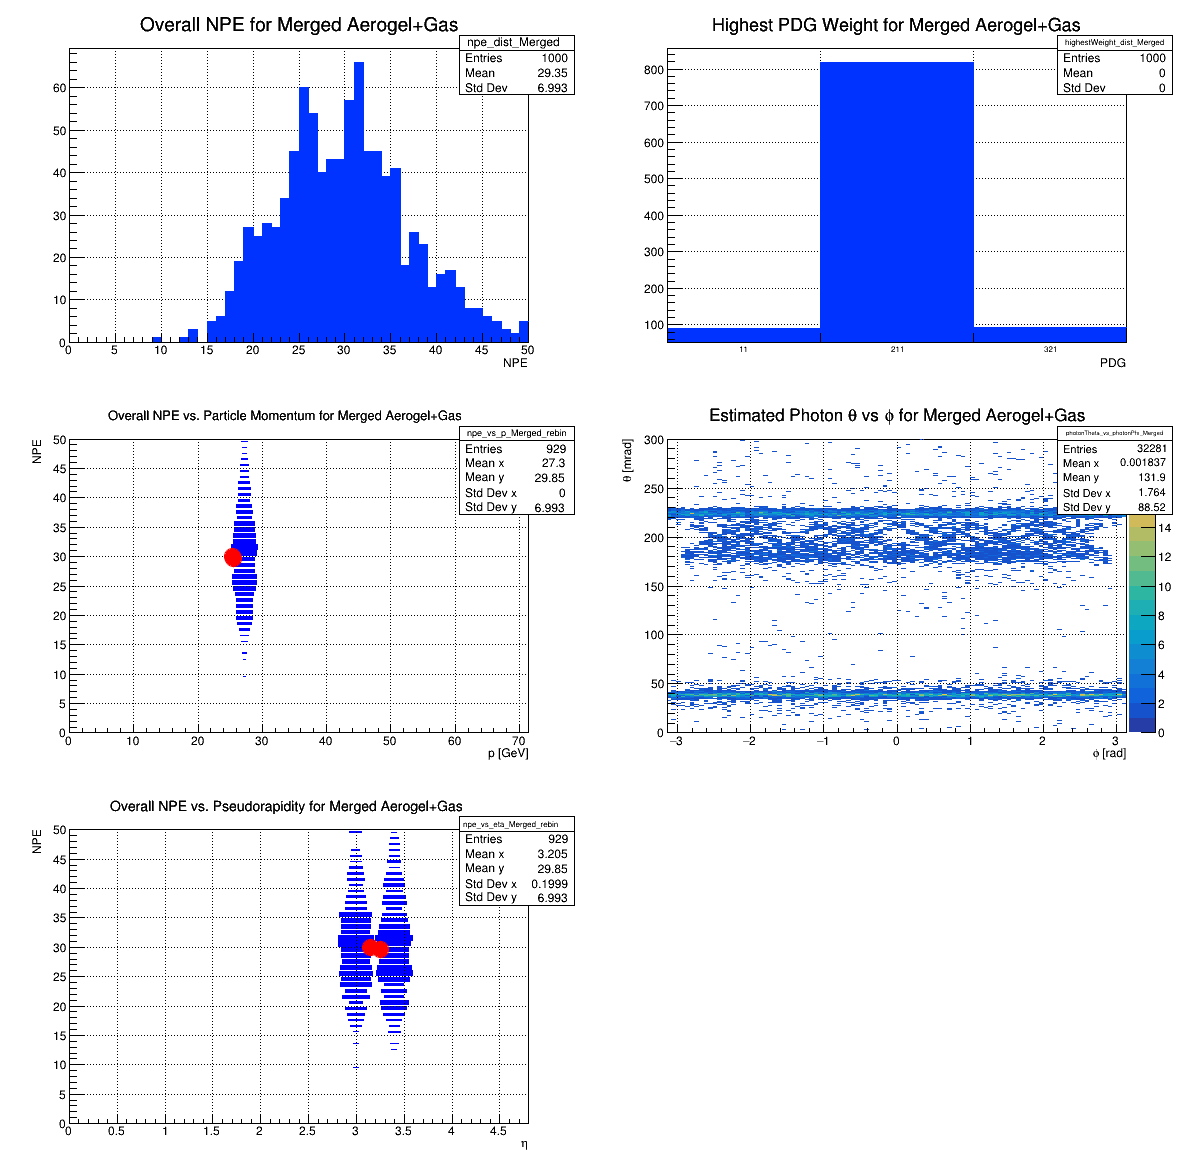 Overall NPE for Merged Aerogel+Gas
npe_dist_Merged
Entries 1000
Mean 29.35
Std Dev 6.993
60
50
40
30
20
10
0
0 5 10 15 20 25 30 35 40 45 50
NPE
Highest PDG Weight for Merged Aerogel+Gas
highestWeight_dist_Merged
Entries 1000
Mean 0
Std Dev 0
800
700
600
500
400
300
200
100
11 211 321
PDG
Overall NPE vs. Particle Momentum for Merged Aerogel+Gas
npe_vs_p_Merged_rebin
Entries 929
Mean x 27.3
Mean y 29.85
Std Dev x 0
Std Dev y 6.993
NPE
50
45
40
35
30
25
20
15
10
5
0
0 10 20 30 40 50 60 70
p [GeV]
Estimated Photon θ vs ϕ for Merged Aerogel+Gas
photonTheta_vs_photonPhi_Merged
Entries 32281
Mean x 0.001837
Mean y 131.9
Std Dev x 1.764
Std Dev y 88.52
θ [mrad]
300
250
200
150
100
50
0
−3 −2 −1 0 1 2 3
ϕ [rad]
14
12
10
8
6
4
2
0
Overall NPE vs. Pseudorapidity for Merged Aerogel+Gas
npe_vs_eta_Merged_rebin
Entries 929
Mean x 3.205
Mean y 29.85
Std Dev x 0.1999
Std Dev y 6.993
NPE
50
45
40
35
30
25
20
15
10
5
0
0 0.5 1 1.5 2 2.5 3 3.5 4 4.5
η